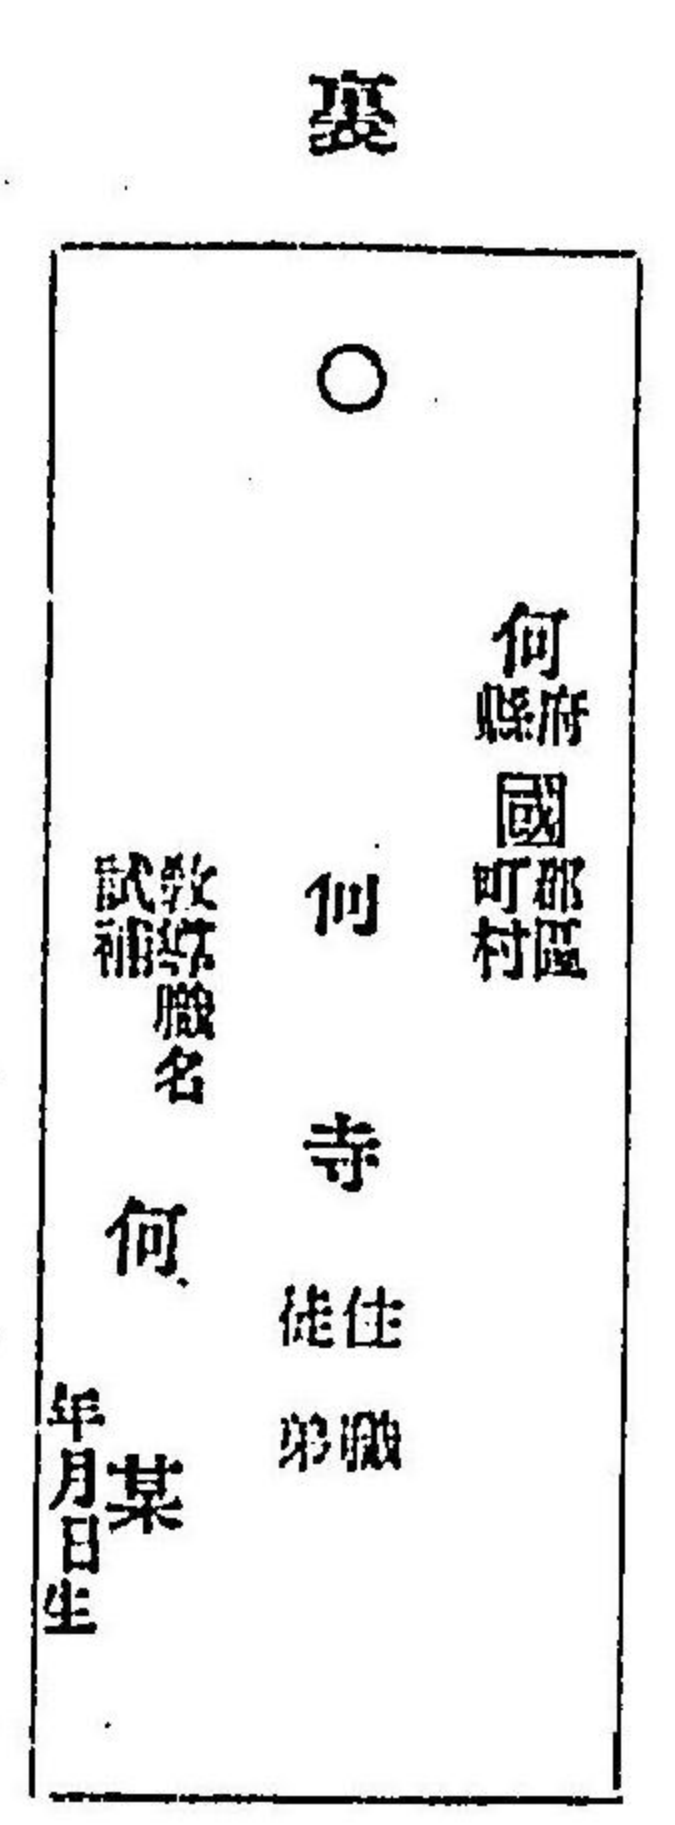 裏
何府縣國郡區町村
何寺住職徒弟
教導職名試補何某
年月日生